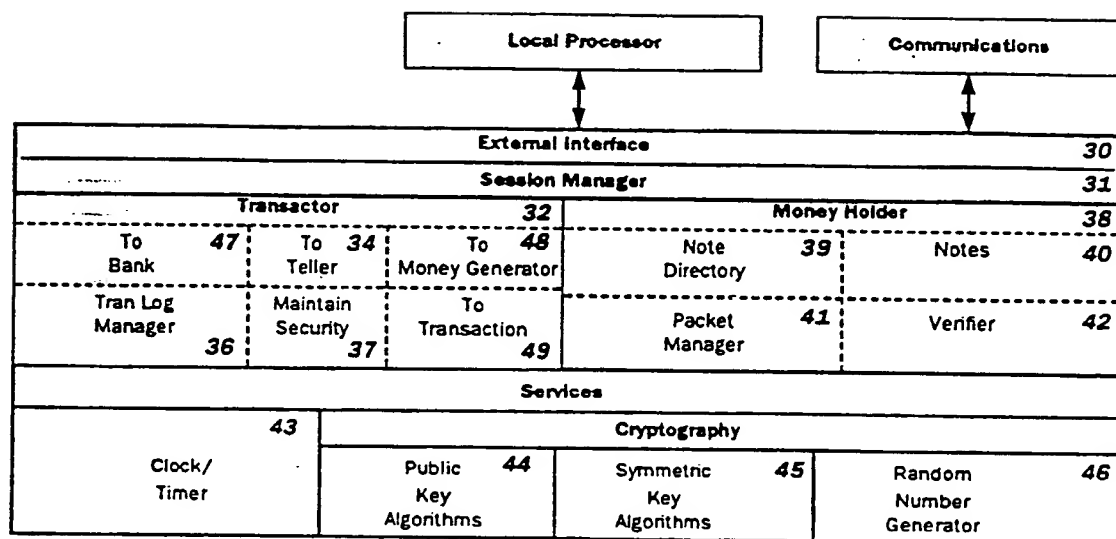 Local Processor
Communications
External Interface 30
Session Manager 31
Transactor 32
Money Holder 38
To Bank 47
To Teller 34
To Money Generator 48
Note Directory 39
Notes 40
Tran Log Manager 36
Maintain Security 37
To Transaction 49
Packet Manager 41
Verifier 42
Services
43
Cryptography
Clock/
Timer
Public 44
Key
Algorithms
Symmetric 45
Key
Algorithms
Random 46
Number
Generator